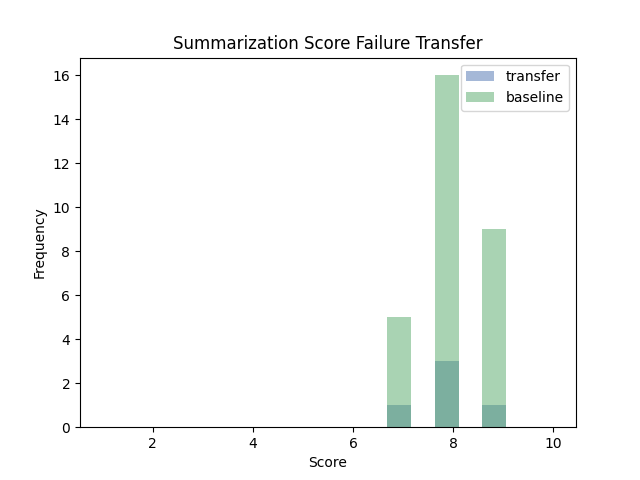 Summarization Score Failure Transfer
transfer
baseline
16
14
12
10
8
6
4
2
0
Frequency
2 4 6 8 10
Score